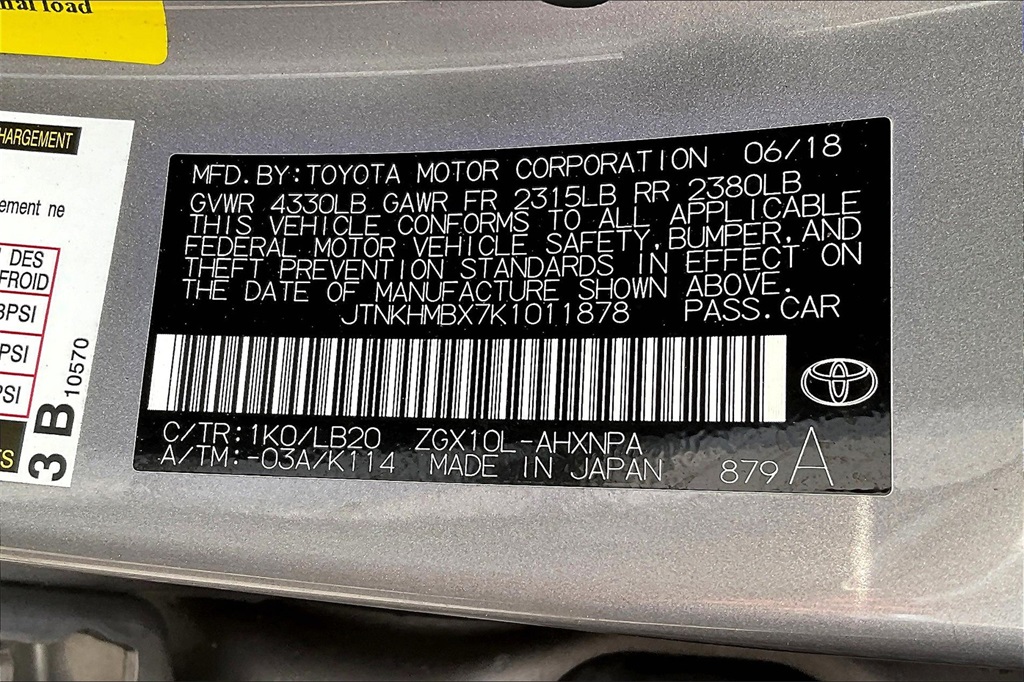 nal load
HARGEMENT
ement ne
DES
FROID
PSI
PSI
PSI
3 B
10570
MFD.BY:TOYOTA MOTOR CORPORATION 06/18
GVWR 4330LB GAWR FR 2315LB RR 2380LB
THIS VEHICLE CONFORMS TO ALL APPLICABLE
FEDERAL MOTOR VEHICLE SAFETY,BUMPER,AND
THEFT PREVENTION STANDARDS IN EFFECT ON
THE DATE OF MANUFACTURE SHOWN ABOVE.
JTNKHMBX7K1011878 PASS.CAR
C/TR:1K0/LB20 ZGX10L-AHXNPA
A/TM:-03A/K114 MADE IN JAPAN 879 A